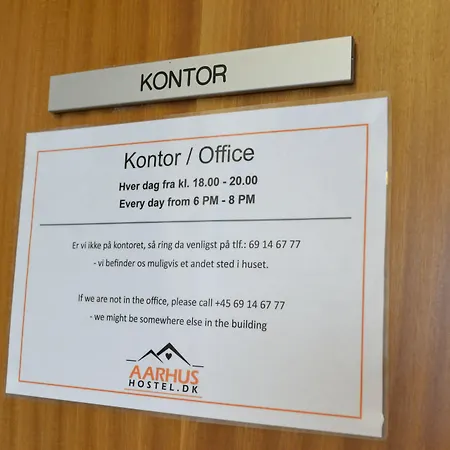 KONTOR
Kontor / Office
Hver dag fra kl. 18.00 - 20.00
Every day from 6 PM - 8 PM
Er vi ikke på kontoret, så ring da venligst på tlf.: 69 14 67 77
- vi befinder os muligvis et andet sted i huset.
If we are not in the office, please call +45 69 14 67 77
- we might be somewhere else in the building
AARHUS
HOSTEL.DK